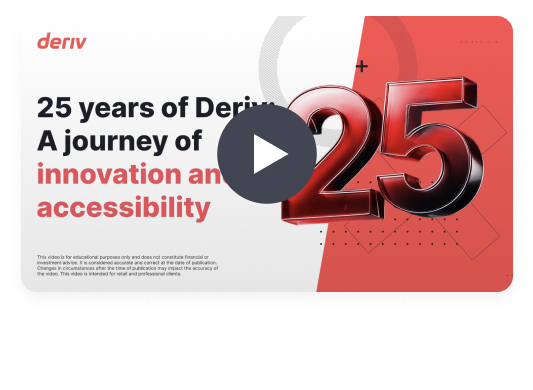 deriv
25 years of Deriv:
A journey of
innovation an
accessibility
25
This video is for educational purposes only and does not constitute financial or
investment advice. It is considered accurate and correct at the date of publication.
Changes in circumstances after the time of publication may impact the accuracy of
the video. This video is intended for retail and professional clients.